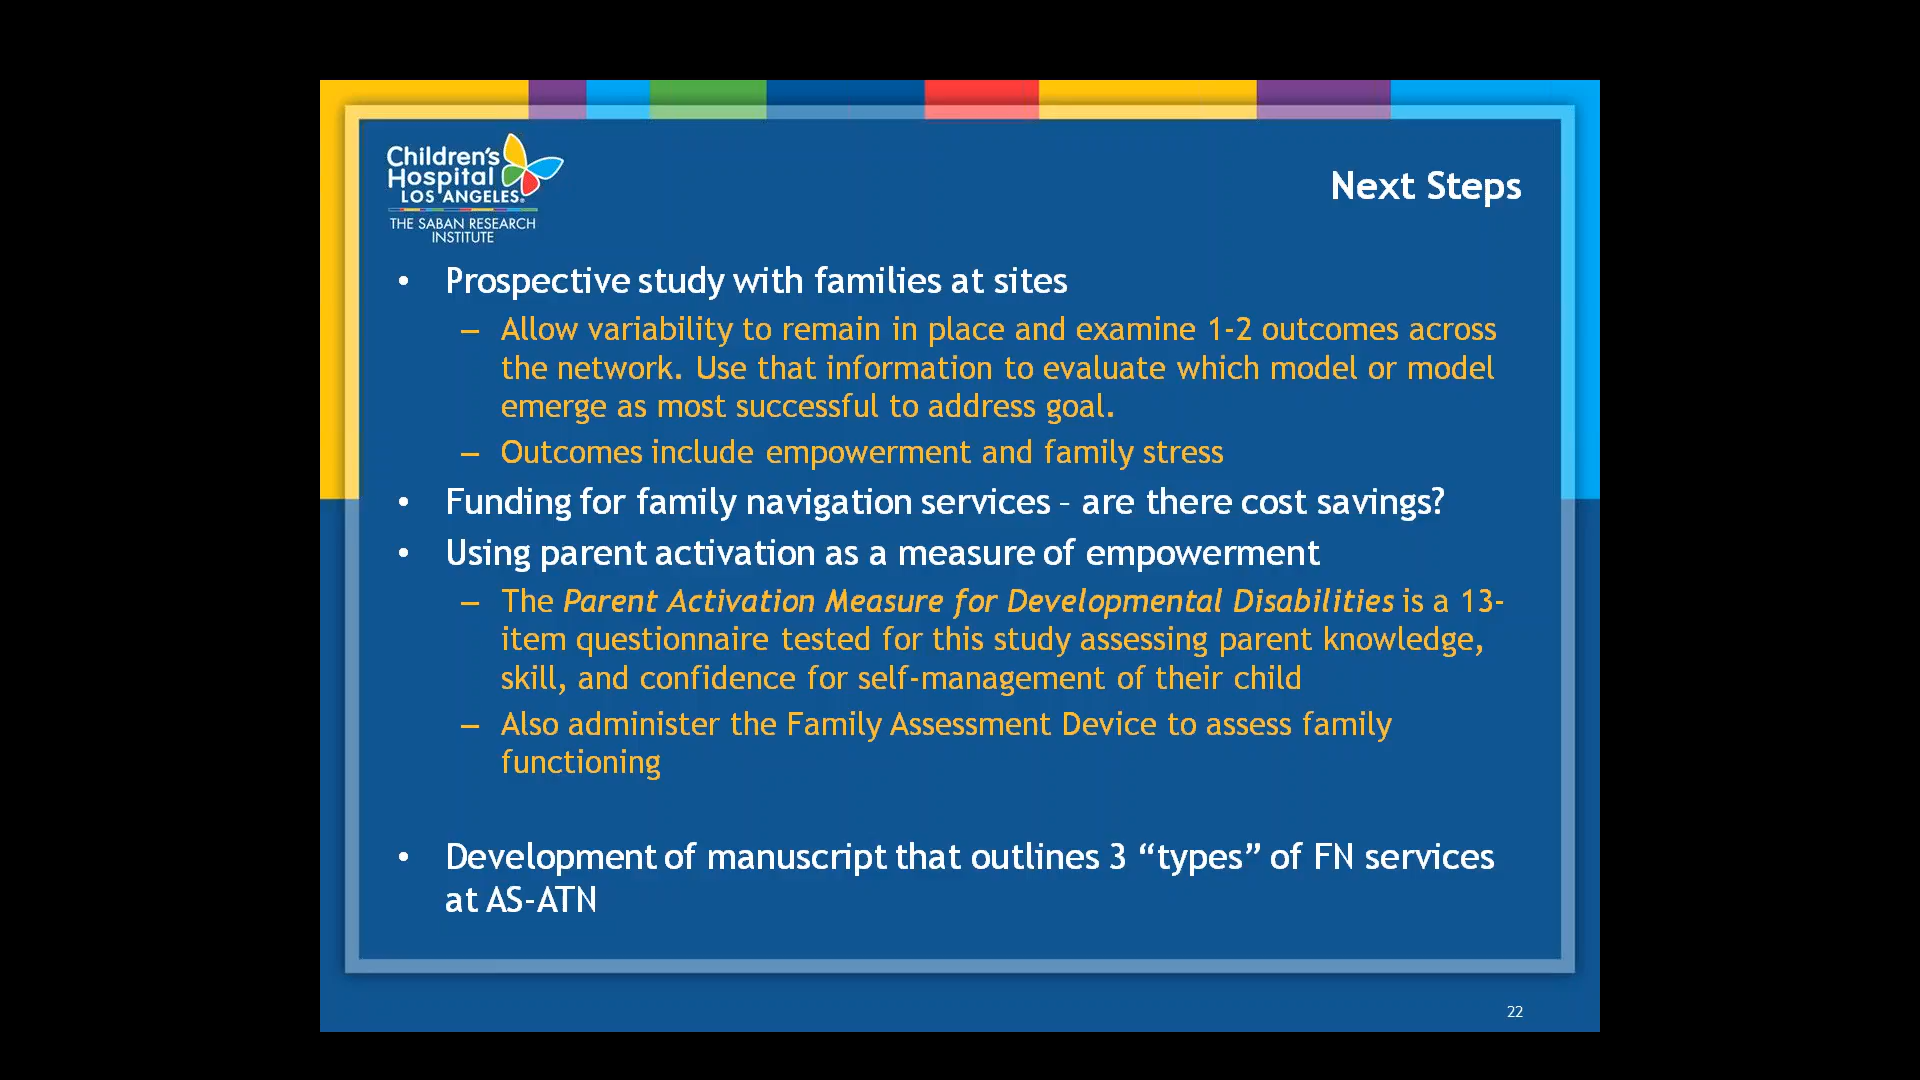 Children's
Hospital
LOS ANGELES®
THE SABAN RESEARCH
INSTITUTE
Next Steps
• Prospective study with families at sites
– Allow variability to remain in place and examine 1-2 outcomes across
the network. Use that information to evaluate which model or model
emerge as most successful to address goal.
– Outcomes include empowerment and family stress
• Funding for family navigation services – are there cost savings?
• Using parent activation as a measure of empowerment
– The Parent Activation Measure for Developmental Disabilities is a 13-
item questionnaire tested for this study assessing parent knowledge,
skill, and confidence for self-management of their child
– Also administer the Family Assessment Device to assess family
functioning
• Development of manuscript that outlines 3 “types” of FN services
at AS-ATN
22